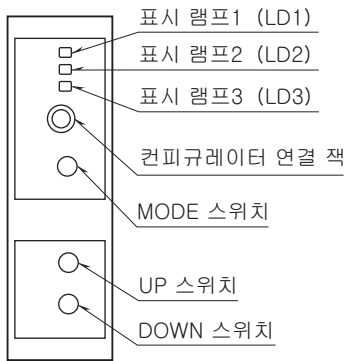 표시 램프1 (LD1)
표시 램프2 (LD2)
표시 램프3 (LD3)
컨피규레이터 연결 잭
MODE 스위치
UP 스위치
DOWN 스위치